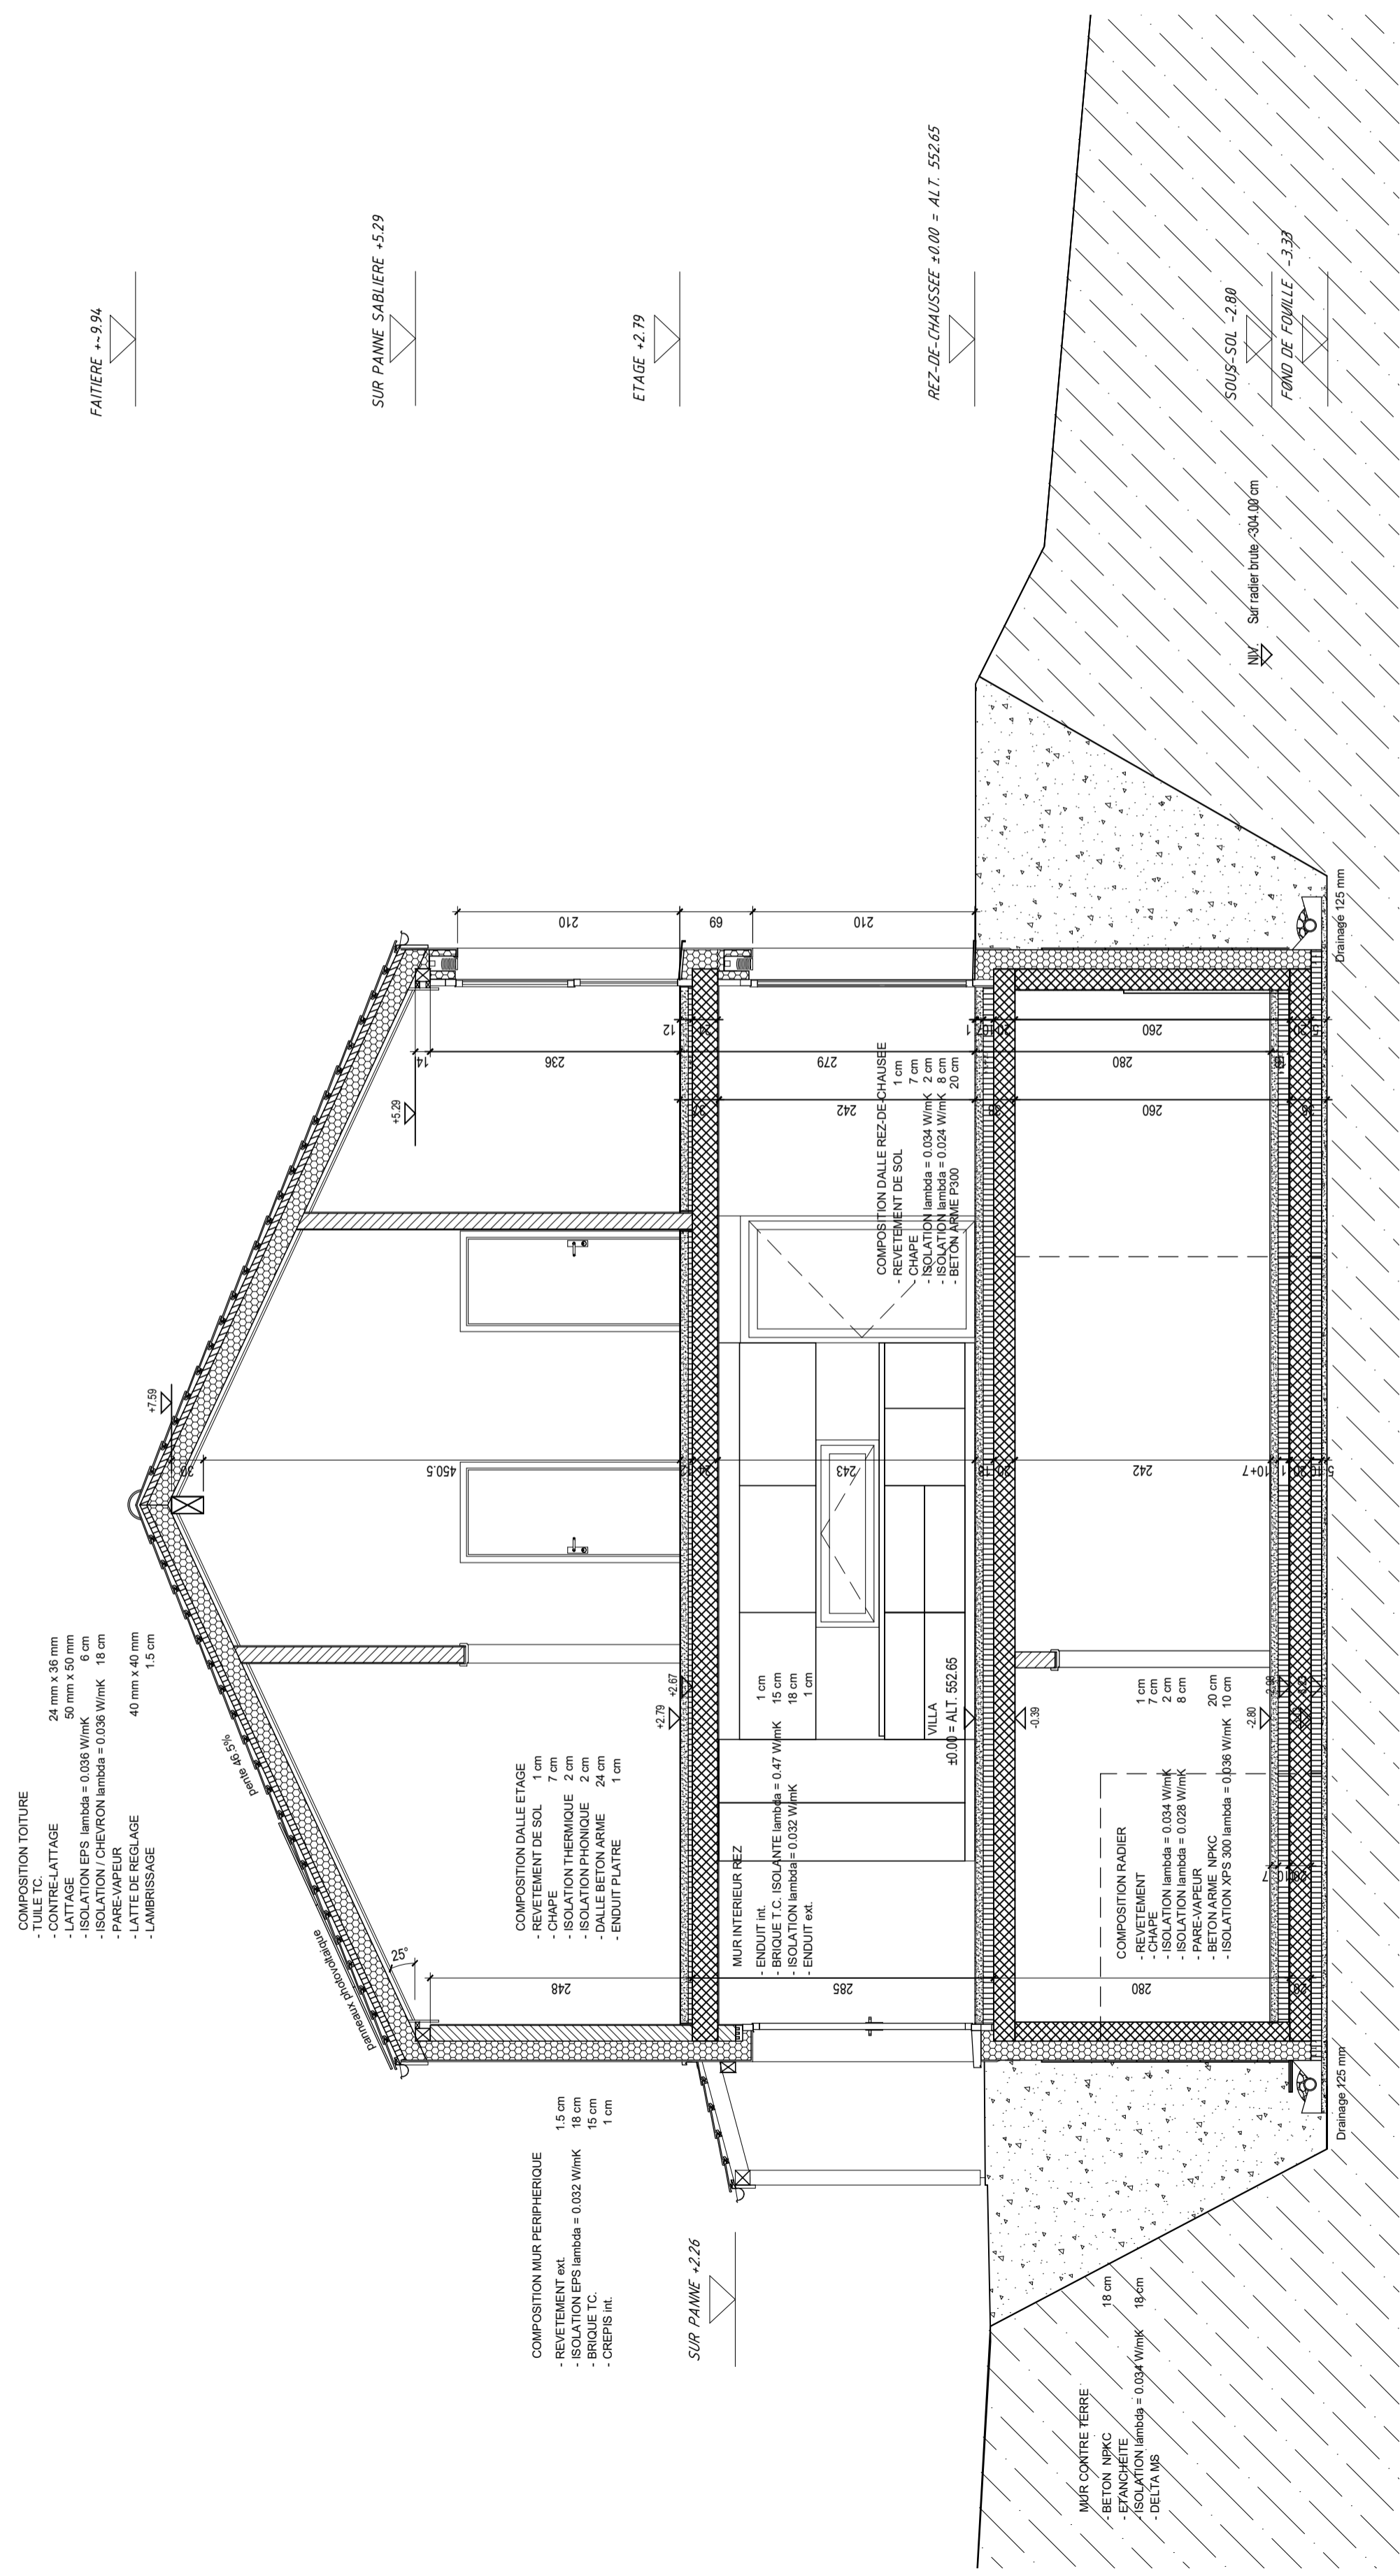 COMPOSITION TOITURE
- TUILE TC.
- CONTRE-LATTAGE 24 mm x 36 mm
- LATTAGE 50 mm x 50 mm
- ISOLATION EPS lambda = 0.036 W/mK 6 cm
- ISOLATION / CHEVRON lambda = 0.036 W/mK 18 cm
- PARE-VAPEUR
- LATTE DE REGLAGE 40 mm x 40 mm
- LAMBRISSAGE 1.5 cm
FAITIERE +~9.94
SUR PANNE SABLIERE +5.29
ETAGE +2.79
REZ-DE-CHAUSSEE ±0.00 = ALT. 552.65
SOUS-SOL -2.80
FOND DE FOUILLE -3.33
NIV. Sur radier brute -304.00 cm
+7.59
30
Pente 46.5%
panneaux photovoltaïque
25°
+5.29
14
236
12
210
69
210
279
242
450.5
243
248
285
+2.79
+2.67
COMPOSITION DALLE ETAGE
- REVETEMENT DE SOL 1 cm
- CHAPE 7 cm
- ISOLATION THERMIQUE 2 cm
- ISOLATION PHONIQUE 2 cm
- DALLE BETON ARME 24 cm
- ENDUIT PLATRE 1 cm
COMPOSITION MUR PERIPHERIQUE
- REVETEMENT ext. 1.5 cm
- ISOLATION EPS lambda = 0.032 W/mK 18 cm
- BRIQUE TC. 15 cm
- CREPIS int. 1 cm
SUR PANNE +2.26
MUR INTERIEUR REZ
- ENDUIT int. 1 cm
- BRIQUE T.C. ISOLANTE lambda = 0.47 W/mK 15 cm
- ISOLATION lambda = 0.032 W/mK 18 cm
- ENDUIT ext. 1 cm
COMPOSITION DALLE REZ-DE-CHAUSEE
- REVETEMENT DE SOL 1 cm
- CHAPE 7 cm
- ISOLATION lambda = 0.034 W/mK 2 cm
- ISOLATION lambda = 0.024 W/mK 8 cm
- BETON ARME P300 20 cm
VILLA
±0.00 = ALT. 552.65
-0.39
260
280
260
242
280
-2.80
COMPOSITION RADIER
- REVETEMENT 1 cm
- CHAPE 7 cm
- ISOLATION lambda = 0.034 W/mK 2 cm
- ISOLATION lambda = 0.028 W/mK 8 cm
- PARE-VAPEUR
- BETON ARME NPKC 20 cm
- ISOLATION XPS 300 lambda = 0.036 W/mK 10 cm
MUR CONTRE TERRE
- BETON NPKC 18 cm
- ETANCHEITE
- ISOLATION lambda = 0.034 W/mK 18 cm
- DELTA MS
Drainage 125 mm
Drainage 125 mm